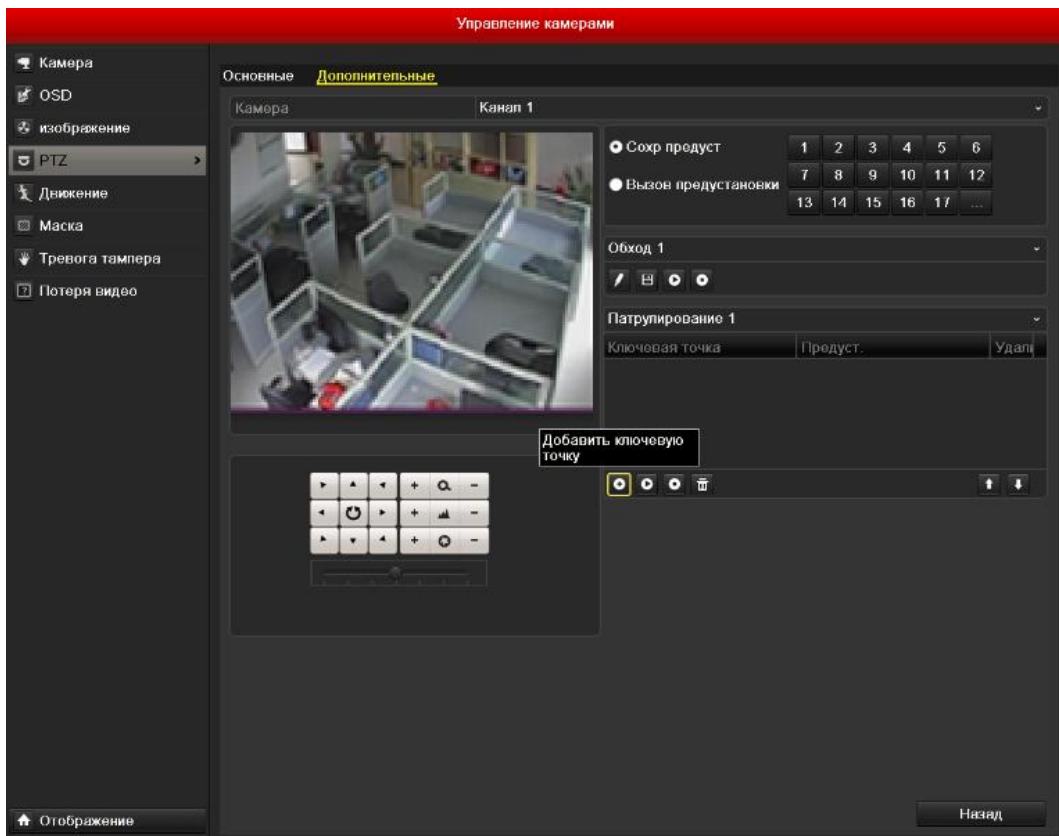 Управление камерами
Камера
OSD
изображение
PTZ
Движение
Маска
Тревога тампера
Потеря видео
Отображение
Основные Дополнительные
Камера Канал 1
Сохр предуст
Вызов предустановки
1 2 3 4 5 6
7 8 9 10 11 12
13 14 15 16 17 ...
Обход 1
Патрулирование 1
Ключевая точка Предуст. Удали
Добавить ключевую
точку
Назад